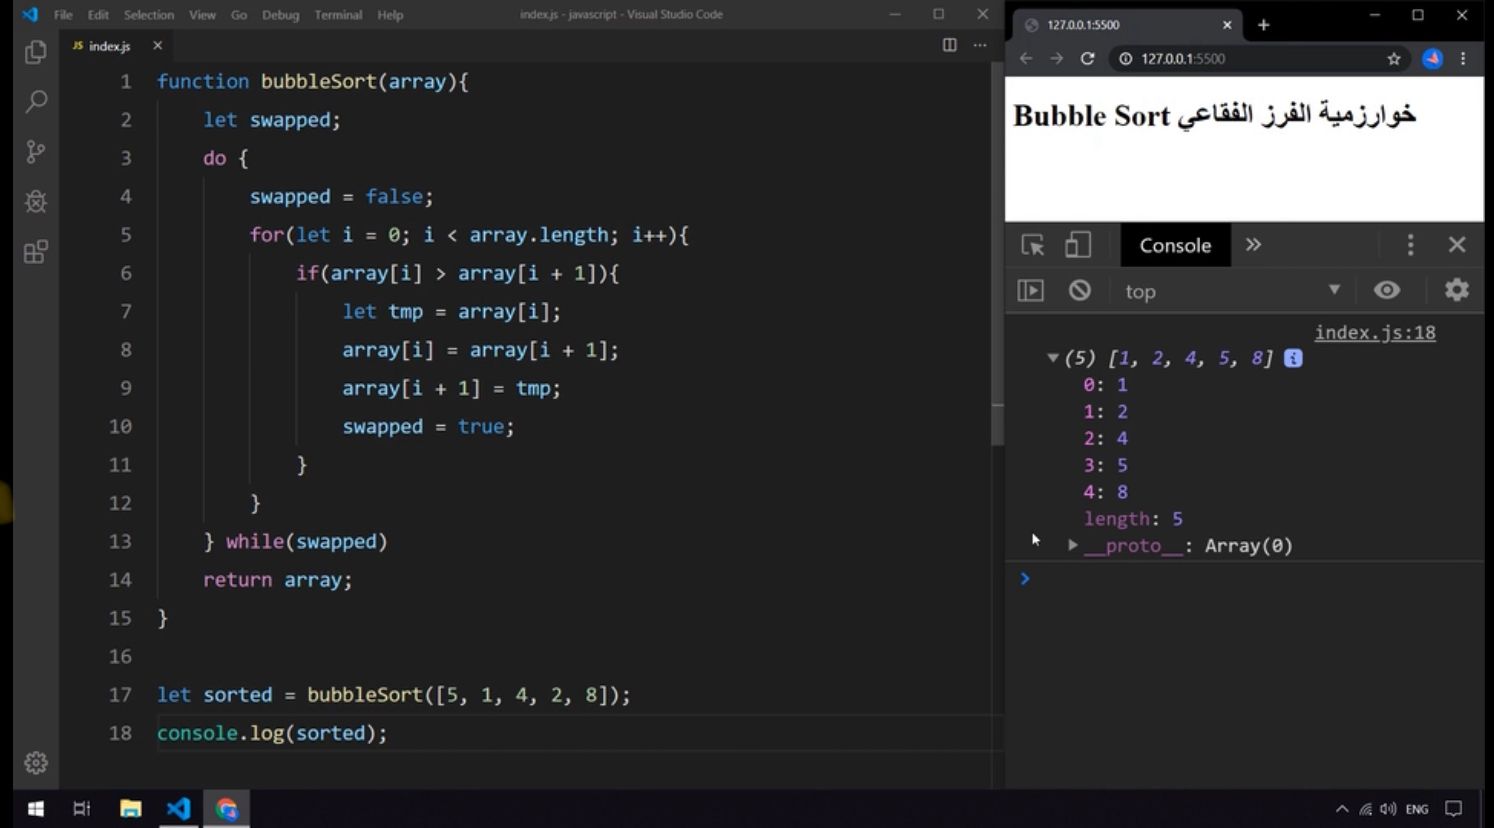 File Edit Selection View Go Debug Terminal Help index.js - javascript - Visual Studio Code
JS index.js
1 function bubbleSort(array){
2 let swapped;
3 do {
4 swapped = false;
5 for(let i = 0; i < array.length; i++){
6 if(array[i] > array[i + 1]){
7 let tmp = array[i];
8 array[i] = array[i + 1];
9 array[i + 1] = tmp;
10 swapped = true;
11 }
12 }
13 } while(swapped)
14 return array;
15 }
16
17 let sorted = bubbleSort([5, 1, 4, 2, 8]);
18 console.log(sorted);
127.0.0.1:5500
127.0.0.1:5500
Bubble Sort خوارزمية الفرز الفقاعي
Console
top
index.js:18
(5) [1, 2, 4, 5, 8]
0: 1
1: 2
2: 4
3: 5
4: 8
length: 5
__proto__: Array(0)
ENG